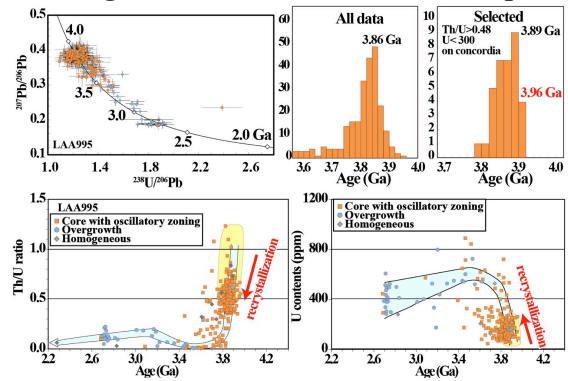 207Pb/206Pb
0.5
0.4
0.3
0.2
0.1
4.0
3.5
3.0
2.5
2.0 Ga
LAA995
1.0
1.4
1.8
2.2
2.6
238U/206Pb
All data
60
50
40
30
20
10
0
3.86 Ga
3.6
3.7
3.8
3.9
4.0
Age (Ga)
Selected
10
9
8
7
6
5
4
3
2
1
0
Th/U>0.48
U<300
on concordia
3.89 Ga
3.96 Ga
3.7
3.8
3.9
4.0
Age (Ga)
LAA995
Core with oscillatory zoning
Overgrowth
Homogeneous
Th/U ratio
1.5
1.0
0.5
0.0
recrystallization
2.2
2.6
3.0
3.4
3.8
4.2
Age (Ga)
Core with oscillatory zoning
Overgrowth
Homogeneous
U contents (ppm)
1200
800
400
0
recrystallization
2.2
2.6
3.0
3.4
3.8
4.2
Age (Ga)